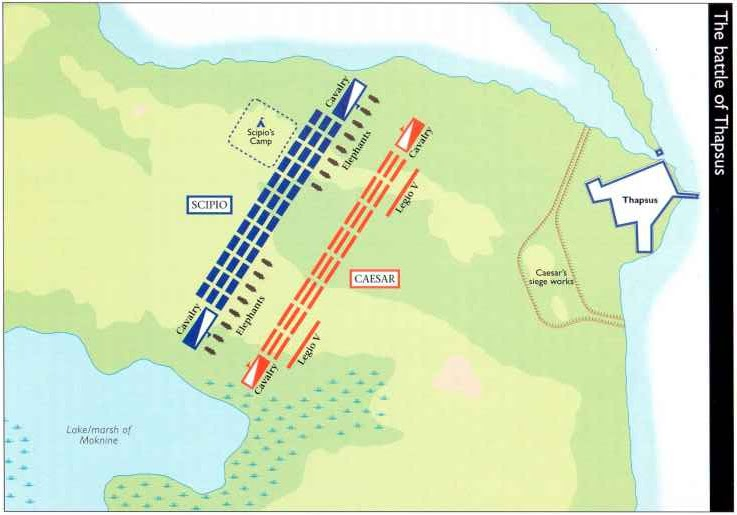 The battle of Thapsus
Cavalry
Scipio's
Camp
Elephants
Cavalry
Legio V
SCIPIO
Thapsus
CAESAR
Caesar's
siege works
Cavalry
Elephants
Legio V
Cavalry
Lake/marsh of
Moknine